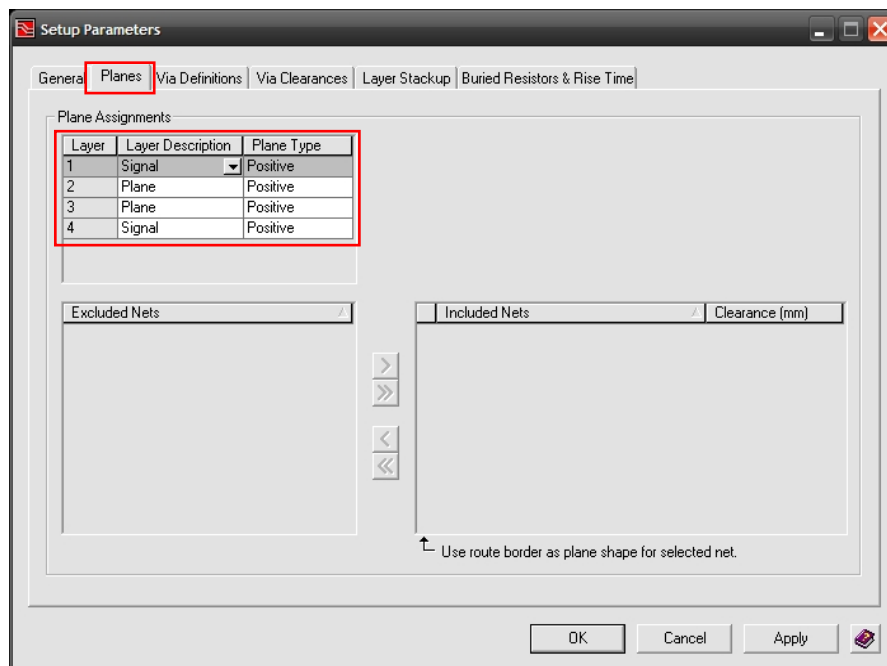 Setup Parameters
General Planes Via Definitions Via Clearances Layer Stackup Buried Resistors & Rise Time
Plane Assignments
Layer Layer Description Plane Type
1 Signal Positive
2 Plane Positive
3 Plane Positive
4 Signal Positive
Excluded Nets Included Nets Clearance (mm)
> 
>>
<
<<
Use route border as plane shape for selected net.
OK Cancel Apply